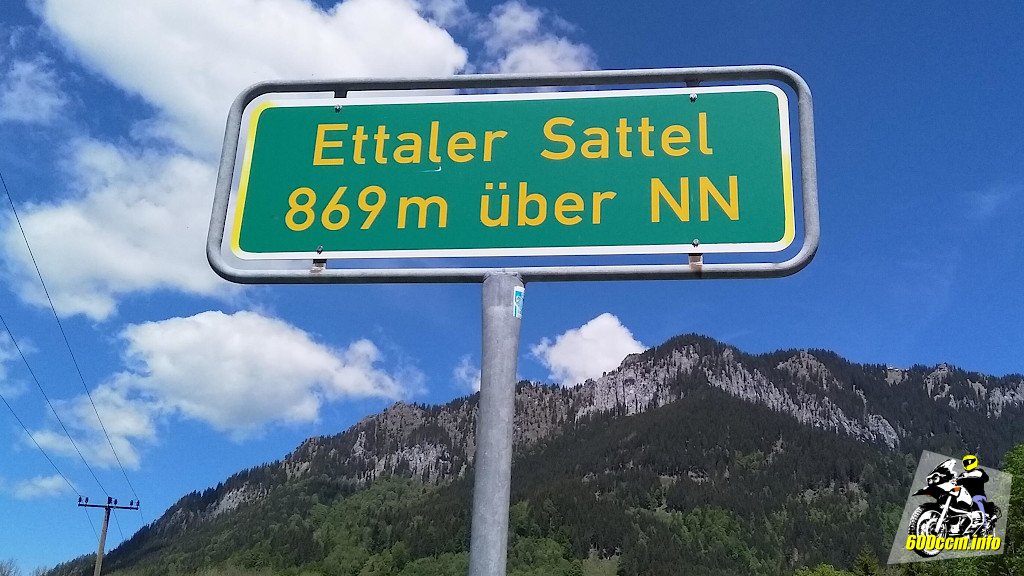 Ettaler Sattel
869m über NN
600ccm.info